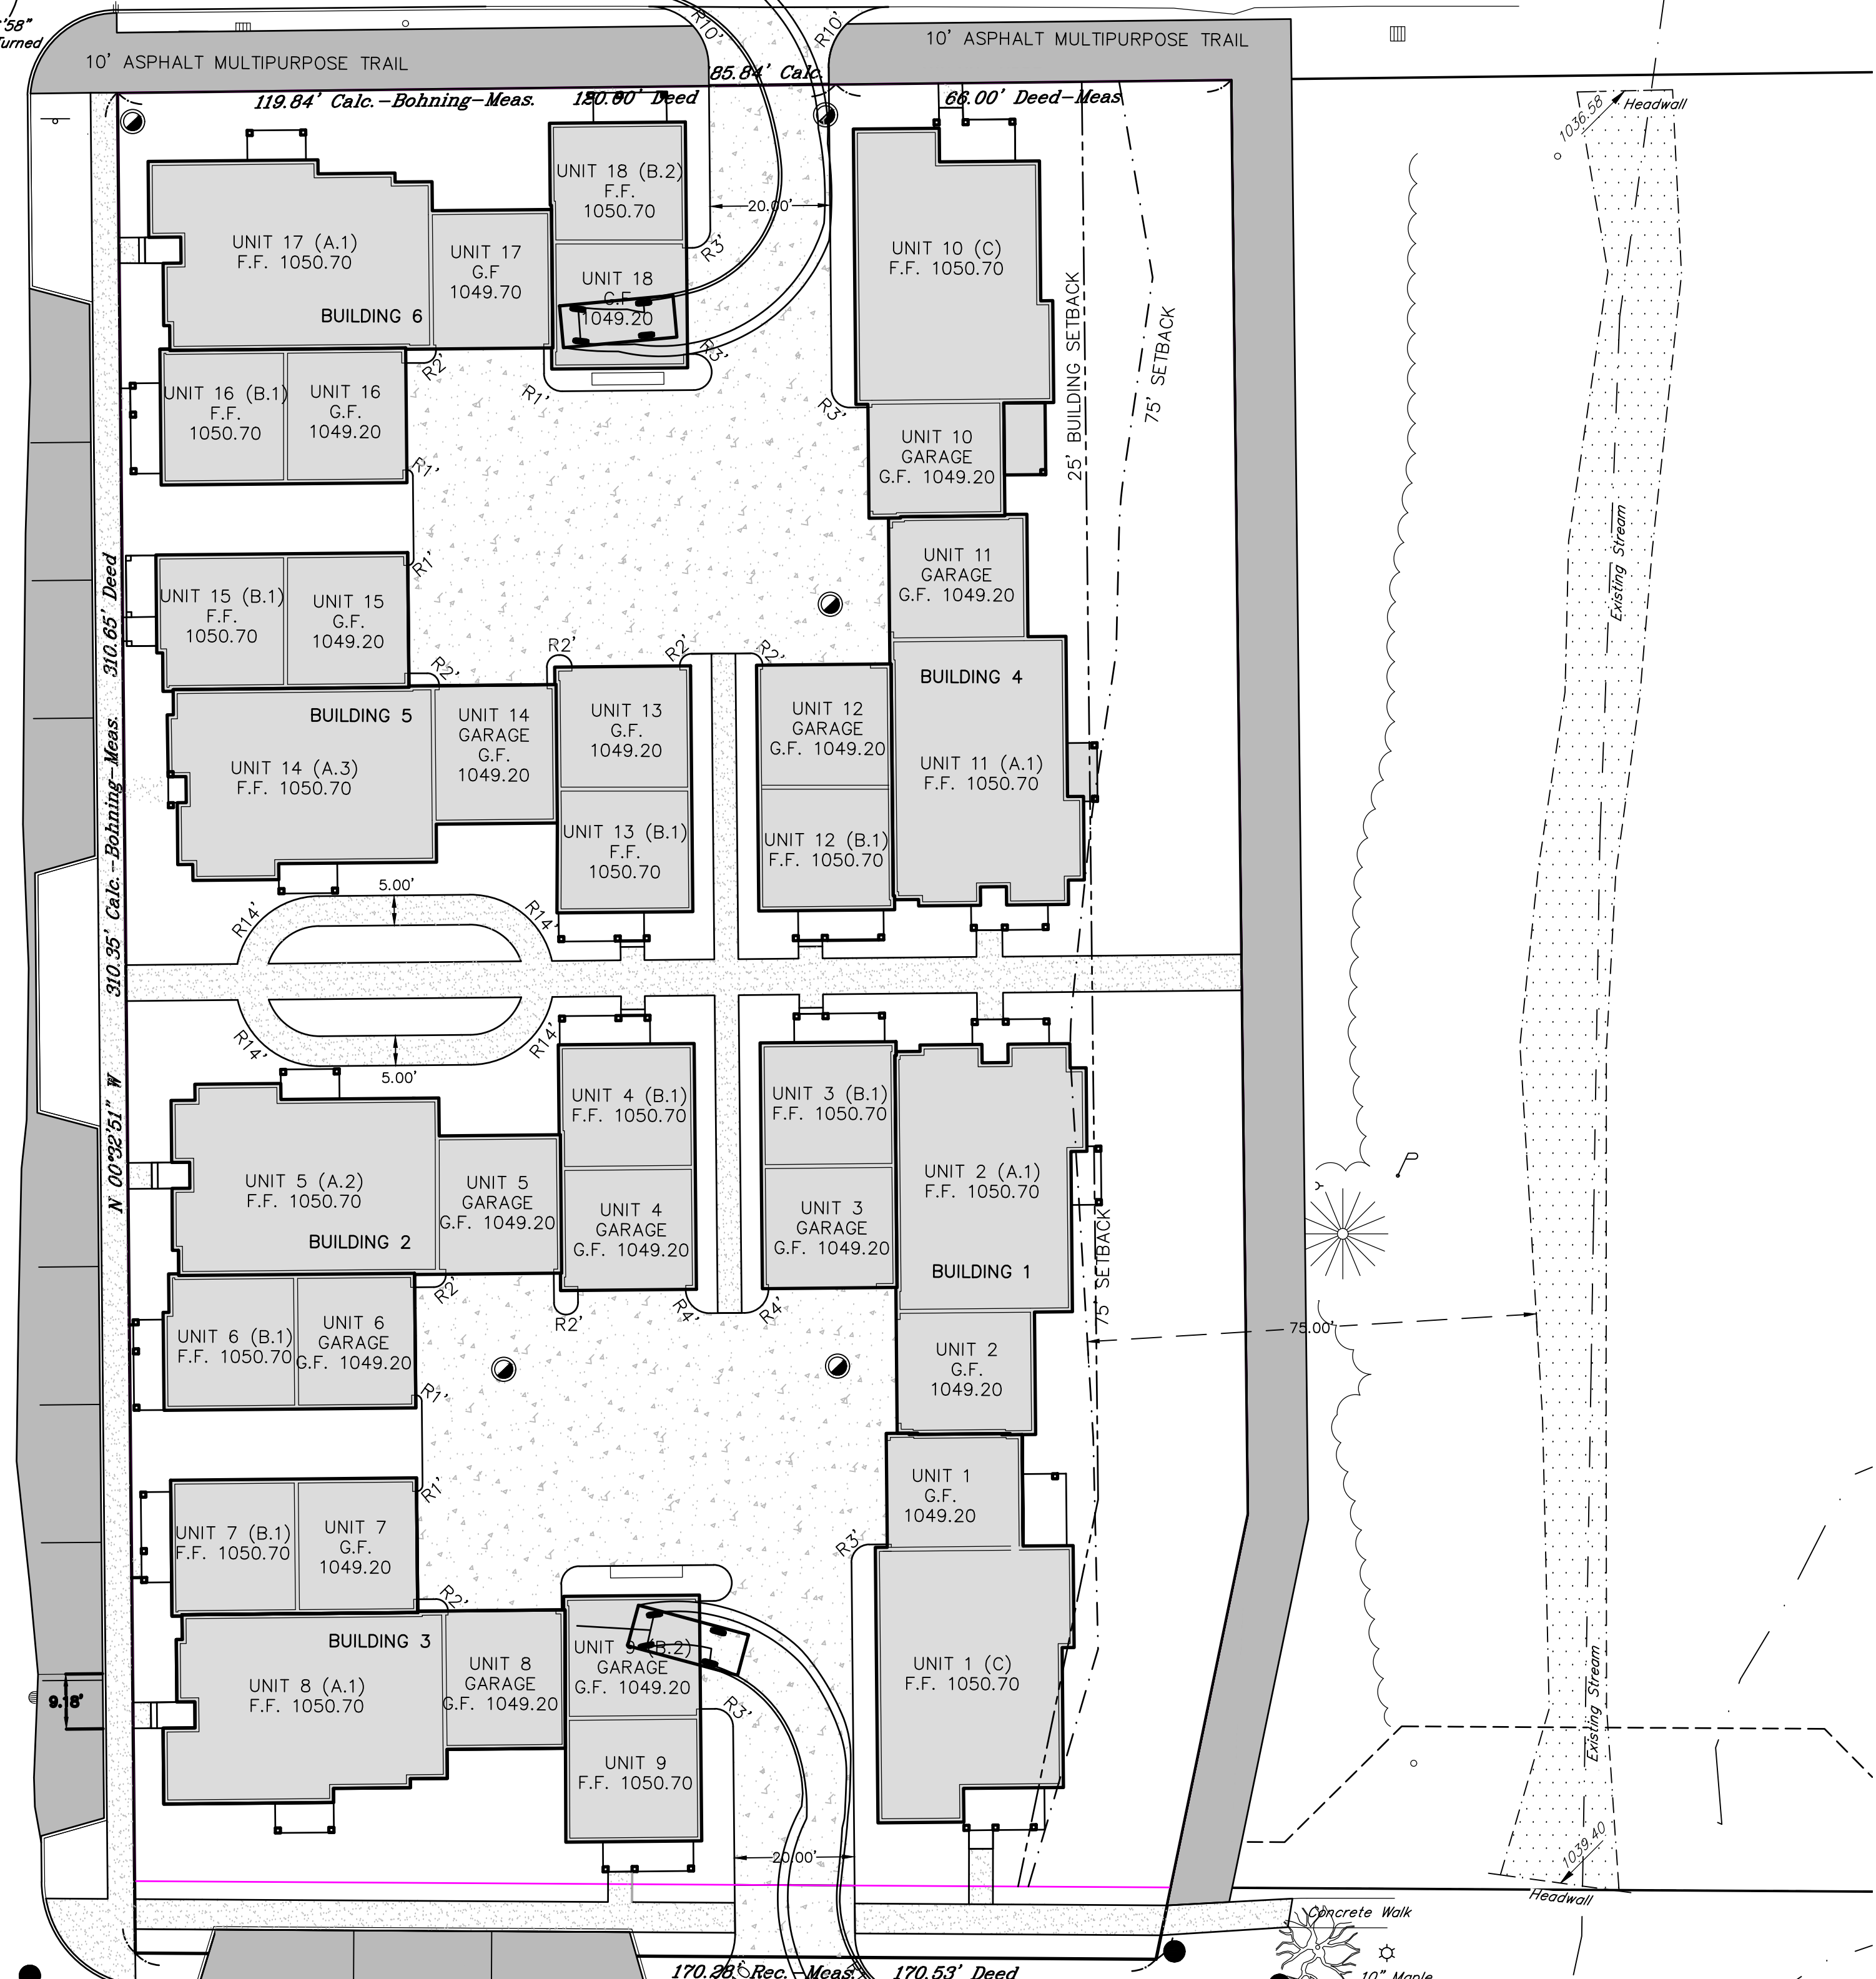 '58"
Turned
10' ASPHALT MULTIPURPOSE TRAIL
R10'
R10'
10' ASPHALT MULTIPURPOSE TRAIL
85.84' Calc.
119.84' Calc.-Bohning-Meas.
120.00' Deed
66.00' Deed-Meas
1036.58
Headwall
UNIT 17 (A.1)
F.F. 1050.70
BUILDING 6
UNIT 17
G.F
1049.70
UNIT 18 (B.2)
F.F.
1050.70
UNIT 18
G.F
1049.20
20.00'
R3'
R3'
R1'
R2'
UNIT 10 (C)
F.F. 1050.70
25' BUILDING SETBACK
75' SETBACK
UNIT 16 (B.1)
F.F.
1050.70
UNIT 16
G.F.
1049.20
R1'
R3'
UNIT 10
GARAGE
G.F. 1049.20
UNIT 11
GARAGE
G.F. 1049.20
Existing Stream
UNIT 15 (B.1)
F.F.
1050.70
UNIT 15
G.F.
1049.20
R1'
R2'
R2'
R2'
R2'
310.65' Deed
310.35' Calc.-Bohning-Meas.
N 00°32'51" W
BUILDING 5
UNIT 14 (A.3)
F.F. 1050.70
UNIT 14
GARAGE
G.F.
1049.20
UNIT 13
G.F.
1049.20
UNIT 13 (B.1)
F.F.
1050.70
UNIT 12
GARAGE
G.F. 1049.20
UNIT 12 (B.1)
F.F. 1050.70
BUILDING 4
UNIT 11 (A.1)
F.F. 1050.70
5.00'
R14'
R14'
R14'
R14'
5.00'
UNIT 5 (A.2)
F.F. 1050.70
BUILDING 2
UNIT 5
GARAGE
G.F. 1049.20
UNIT 4 (B.1)
F.F. 1050.70
UNIT 4
GARAGE
G.F. 1049.20
UNIT 3 (B.1)
F.F. 1050.70
UNIT 3
GARAGE
G.F. 1049.20
UNIT 2 (A.1)
F.F. 1050.70
BUILDING 1
75' SETBACK
75.00'
R2'
R2'
R4'
R4'
UNIT 6 (B.1)
F.F. 1050.70
UNIT 6
GARAGE
G.F. 1049.20
R1'
UNIT 2
G.F.
1049.20
UNIT 1
G.F.
1049.20
R1'
R3'
UNIT 7 (B.1)
F.F. 1050.70
UNIT 7
G.F.
1049.20
R2'
BUILDING 3
UNIT 8 (A.1)
F.F. 1050.70
UNIT 8
GARAGE
G.F. 1049.20
UNIT 9 (B.2)
GARAGE
G.F. 1049.20
R3'
UNIT 9
F.F. 1050.70
UNIT 1 (C)
F.F. 1050.70
9.18'
20.00'
Existing Stream
1039.40
Headwall
Concrete Walk
10" Maple
170.28' Rec.-Meas.
170.53' Deed